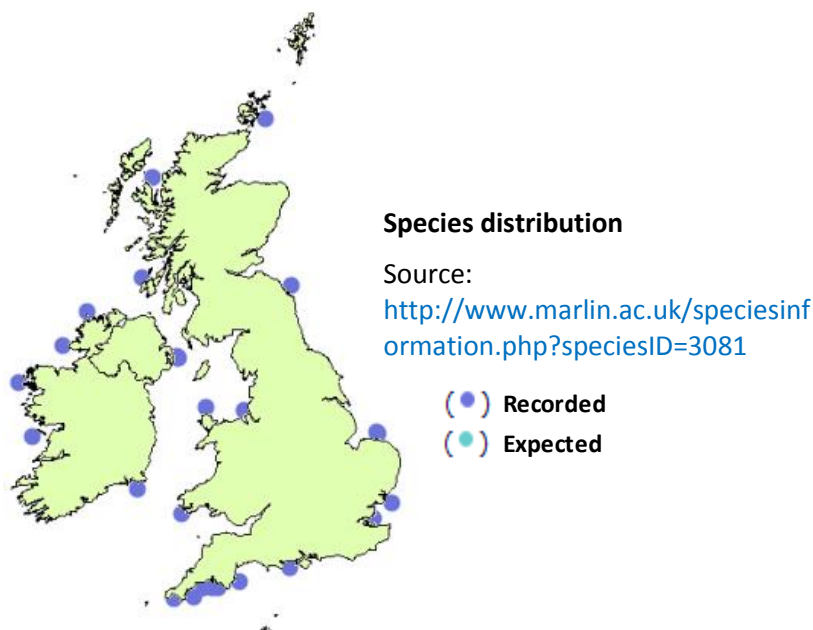 Species distribution
Source:
http://www.marlin.ac.uk/speciesinf
ormation.php?speciesID=3081
( ) Recorded
( ) Expected